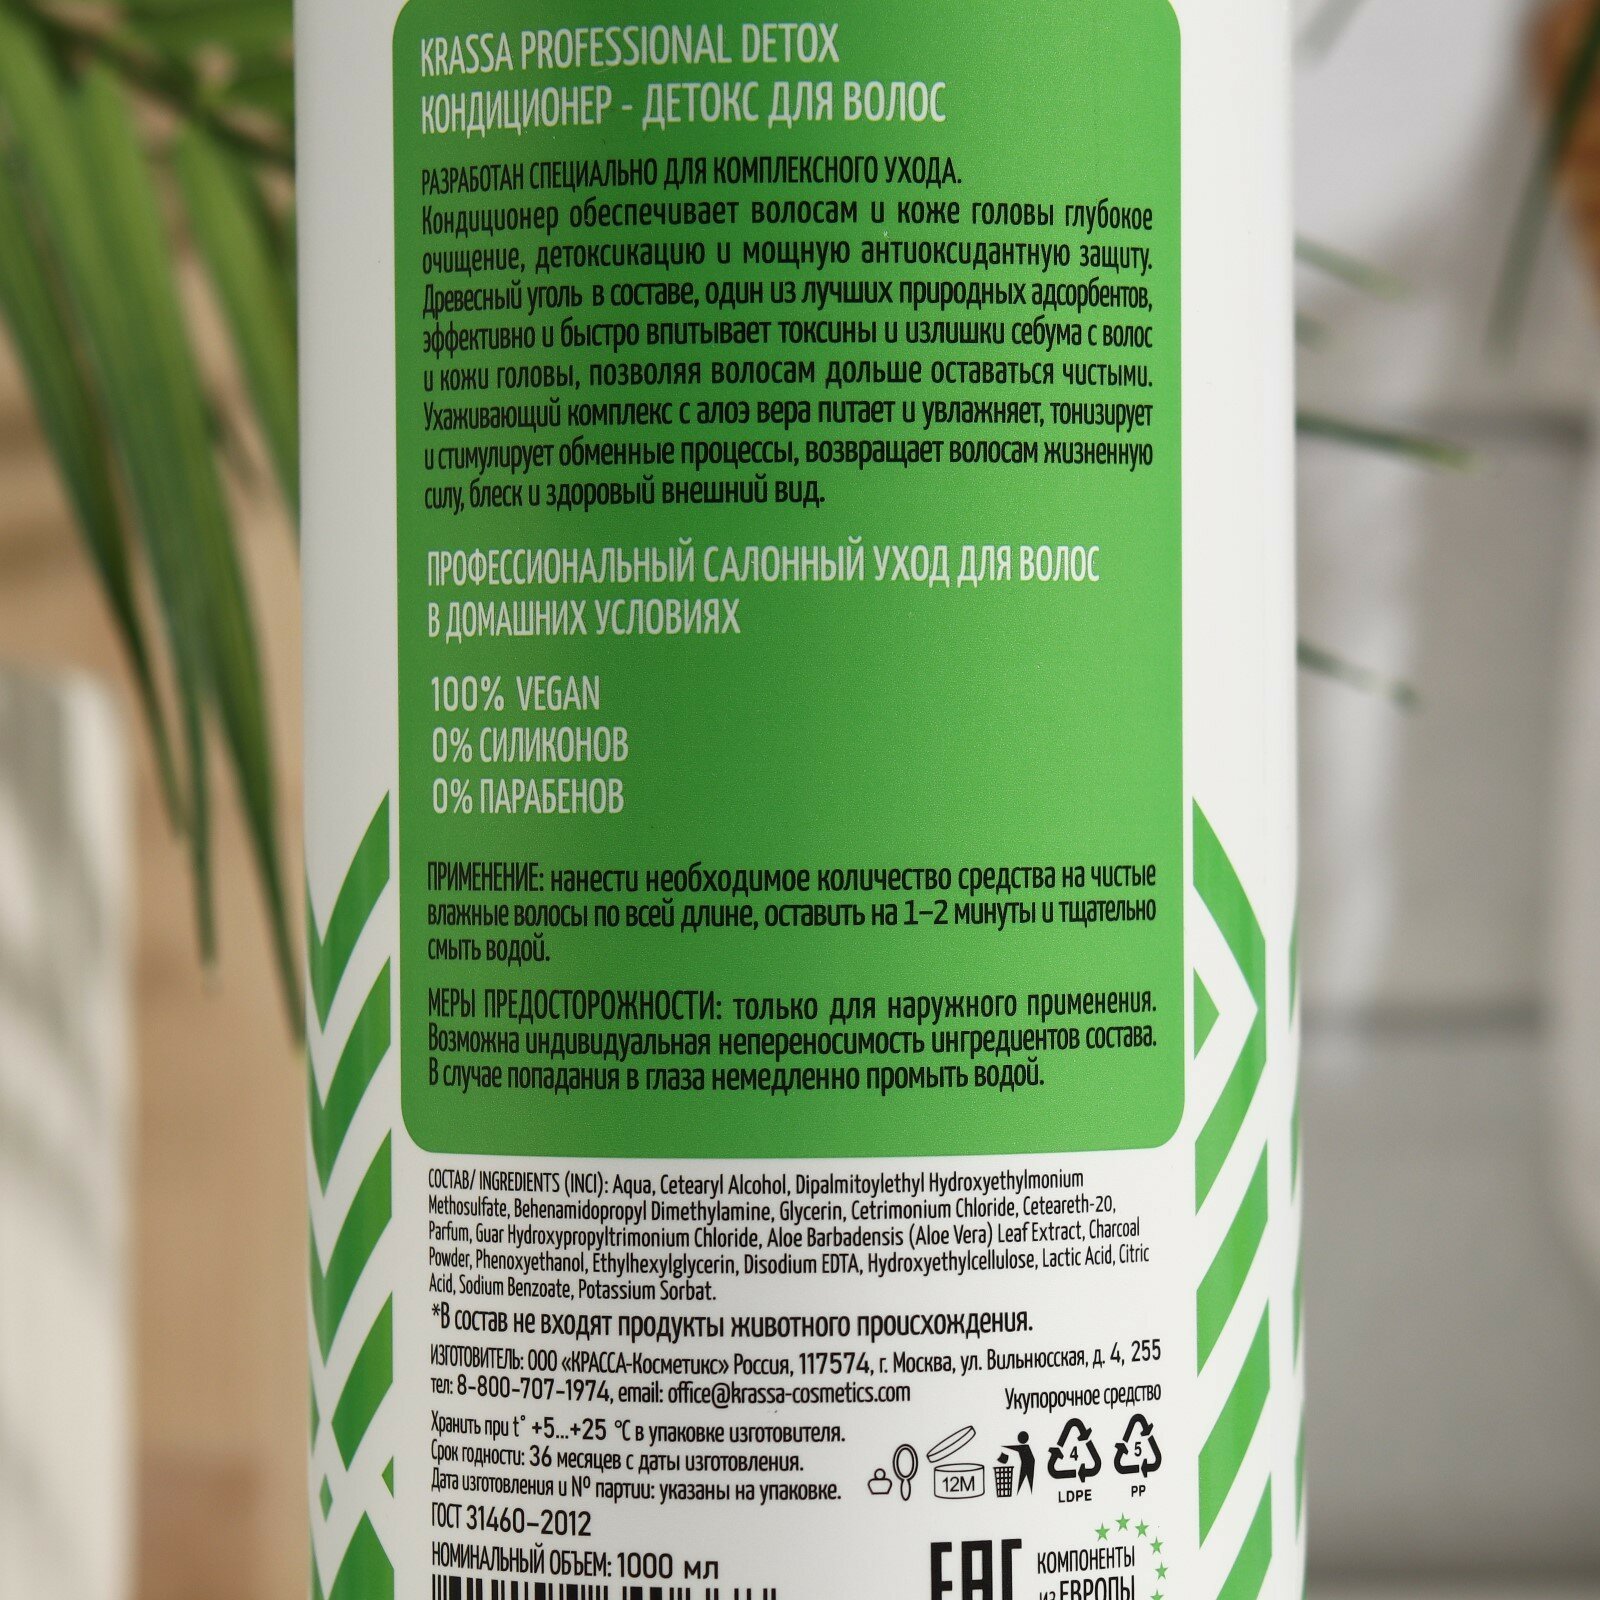 KRASSA PROFESSIONAL DETOX
КОНДИЦИОНЕР - ДЕТОКС ДЛЯ ВОЛОС
РАЗРАБОТАН СПЕЦИАЛЬНО ДЛЯ КОМПЛЕКСНОГО УХОДА.
Кондиционер обеспечивает волосам и коже головы глубокое
очищение, детоксикацию и мощную антиоксидантную защиту.
Древесный уголь в составе, один из лучших природных адсорбентов,
эффективно и быстро впитывает токсины и излишки себума с волос
и кожи головы, позволяя волосам дольше оставаться чистыми.
Ухаживающий комплекс с алоэ вера питает и увлажняет, тонизирует
и стимулирует обменные процессы, возвращает волосам жизненную
силу, блеск и здоровый внешний вид.
ПРОФЕССИОНАЛЬНЫЙ САЛОННЫЙ УХОД ДЛЯ ВОЛОС
В ДОМАШНИХ УСЛОВИЯХ
100% VEGAN
0% СИЛИКОНОВ
0% ПАРАБЕНОВ
ПРИМЕНЕНИЕ: нанести необходимое количество средства на чистые
влажные волосы по всей длине, оставить на 1–2 минуты и тщательно
смыть водой.
МЕРЫ ПРЕДОСТОРОЖНОСТИ: только для наружного применения.
Возможна индивидуальная непереносимость ингредиентов состава.
В случае попадания в глаза немедленно промыть водой.
СОСТАВ/ INGREDIENTS (INCI): Aqua, Cetearyl Alcohol, Dipalmitoylethyl Hydroxyethylmonium
Methosulfate, Behenamidopropyl Dimethylamine, Glycerin, Cetrimonium Chloride, Ceteareth-20,
Parfum, Guar Hydroxypropyltrimonium Chloride, Aloe Barbadensis (Aloe Vera) Leaf Extract, Charcoal
Powder, Phenoxyethanol, Ethylhexylglycerin, Disodium EDTA, Hydroxyethylcellulose, Lactic Acid, Citric
Acid, Sodium Benzoate, Potassium Sorbat.
*В состав не входят продукты животного происхождения.
ИЗГОТОВИТЕЛЬ: ООО «КРАССА-Косметикс» Россия, 117574, г. Москва, ул. Вильнюсская, д. 4, 255
тел: 8-800-707-1974, email: office@krassa-cosmetics.com
Укупорочное средство
Хранить при t° +5...+25 °C в упаковке изготовителя.
Срок годности: 36 месяцев с даты изготовления.
Дата изготовления и № партии: указаны на упаковке.
12M
4
LDPE
5
PP
ГОСТ 31460–2012
НОМИНАЛЬНЫЙ ОБЪЕМ: 1000 мл
EAC
КОМПОНЕНТЫ
ИЗ ЕВРОПЫ